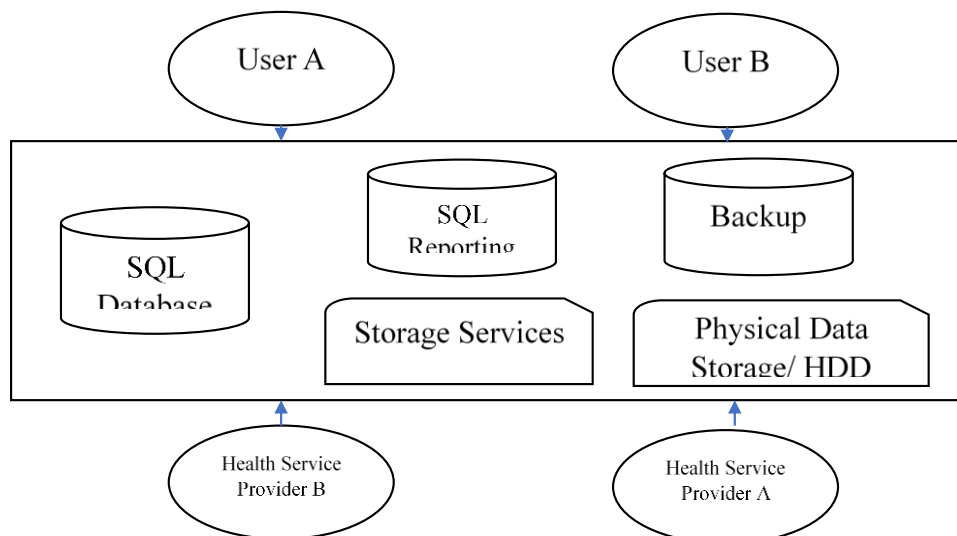 User A
User B
SQL
Reporting
Backup
SQL
Database
Storage Services
Physical Data
Storage/ HDD
Health Service
Provider B
Health Service
Provider A